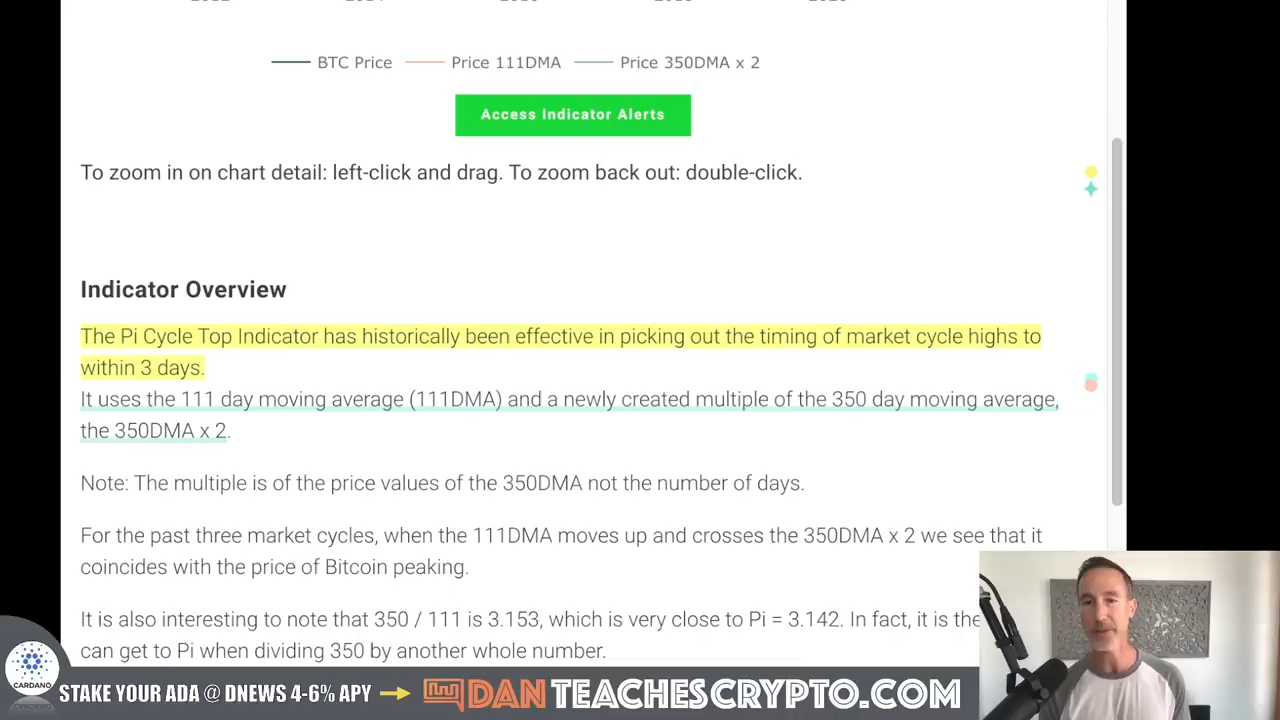 BTC Price Price 111DMA Price 350DMA x 2
Access Indicator Alerts
To zoom in on chart detail: left-click and drag. To zoom back out: double-click.
Indicator Overview
The Pi Cycle Top Indicator has historically been effective in picking out the timing of market cycle highs to
within 3 days.
It uses the 111 day moving average (111DMA) and a newly created multiple of the 350 day moving average,
the 350DMA x 2.
Note: The multiple is of the price values of the 350DMA not the number of days.
For the past three market cycles, when the 111DMA moves up and crosses the 350DMA x 2 we see that it
coincides with the price of Bitcoin peaking.
It is also interesting to note that 350 / 111 is 3.153, which is very close to Pi = 3.142. In fact, it is the
can get to Pi when dividing 350 by another whole number.
CARDANO
STAKE YOUR ADA @ DNEWS 4-6% APY
DANTEACHESCRYPTO.COM